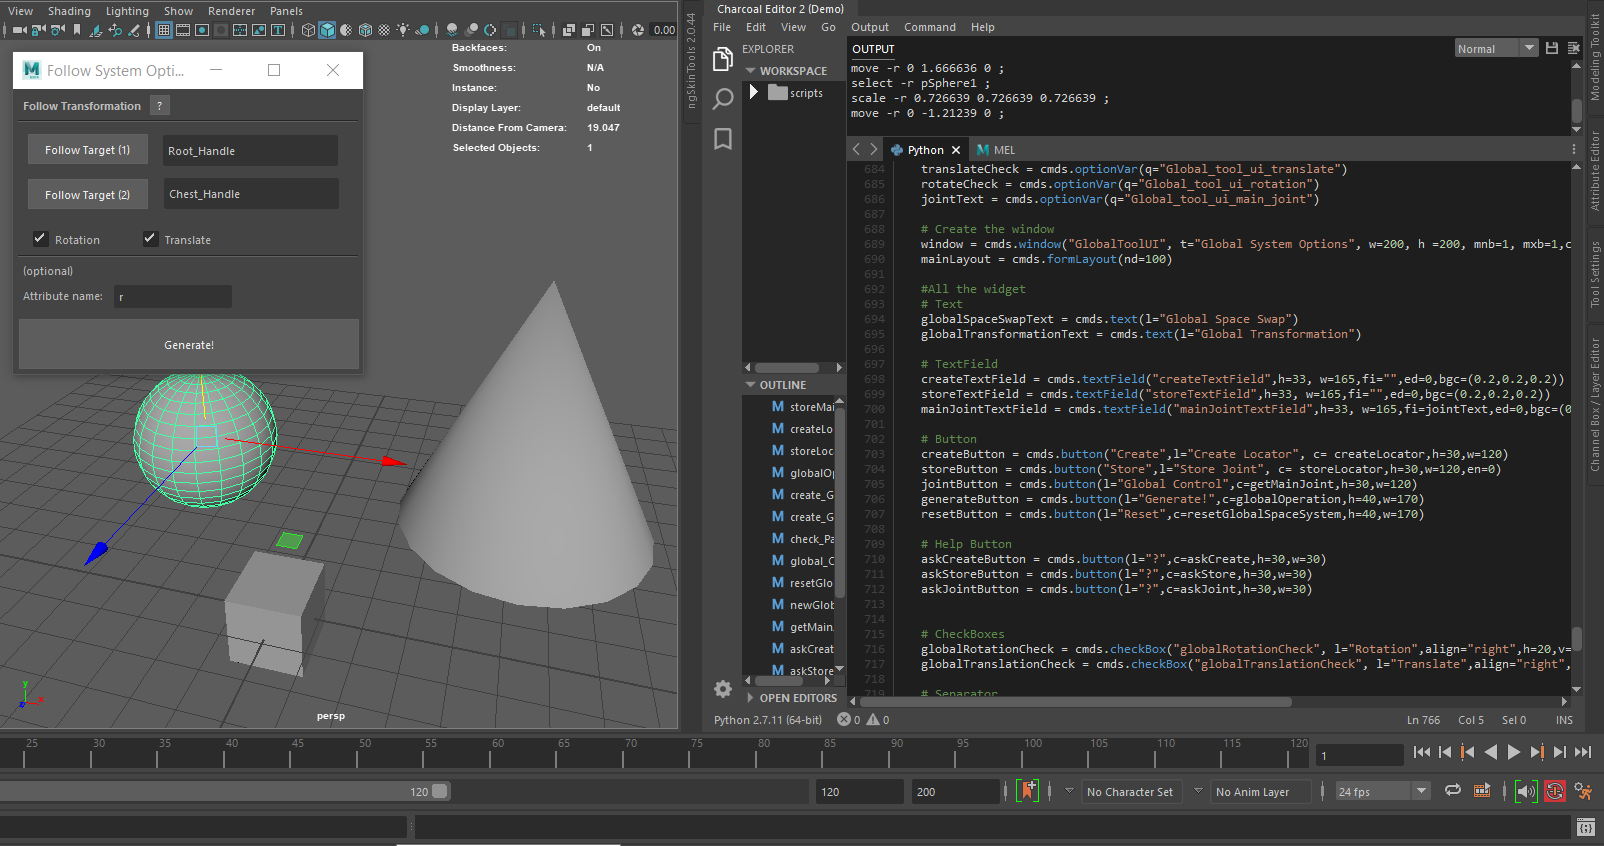 View Shading Lighting Show Renderer Panels
0.00
Follow System Opti...
Follow Transformation ?
Follow Target (1) Root_Handle
Follow Target (2) Chest_Handle
Rotation Translate
(optional)
Attribute name: r
Generate!
Backfaces: On
Smoothness: N/A
Instance: No
Display Layer: default
Distance From Camera: 19.047
Selected Objects: 1
y
x
z
persp
ngSkinTools 2.0.44
Charcoal Editor 2 (Demo)
File Edit View Go Output Command Help
EXPLORER
WORKSPACE
scripts
OUTLINE
M storeMai
M createLo
M storeLoc
M globalOp
M create_G
M create_G
M check_Pa
M global_C
M resetGlo
M newGlob
M getMain
M askCreat
M askStore
OPEN EDITORS
OUTPUT
Normal
move -r 0 1.666636 0 ;
select -r pSphere1 ;
scale -r 0.726639 0.726639 0.726639 ;
move -r 0 -1.21239 0 ;
Python MEL
684 translateCheck = cmds.optionVar(q="Global_tool_ui_translate")
685 rotateCheck = cmds.optionVar(q="Global_tool_ui_rotation")
686 jointText = cmds.optionVar(q="Global_tool_ui_main_joint")
687
688 # Create the window
689 window = cmds.window("GlobalToolUI", t="Global System Options", w=200, h =200, mnb=1, mxb=1,c
690 mainLayout = cmds.formLayout(nd=100)
691
692 #All the widget
693 # Text
694 globalSpaceSwapText = cmds.text(l="Global Space Swap")
695 globalTransformationText = cmds.text(l="Global Transformation")
696
697 # TextField
698 createTextField = cmds.textField("createTextField",h=33, w=165,fi="",ed=0,bgc=(0.2,0.2,0.2))
699 storeTextField = cmds.textField("storeTextField",h=33, w=165,fi="",ed=0,bgc=(0.2,0.2,0.2))
700 mainJointTextField = cmds.textField("mainJointTextField",h=33, w=165,fi=jointText,ed=0,bgc=(0
701
702 # Button
703 createButton = cmds.button("Create",l="Create Locator", c= createLocator,h=30,w=120)
704 storeButton = cmds.button("Store",l="Store Joint", c= storeLocator,h=30,w=120,en=0)
705 jointButton = cmds.button(l="Global Control",c=getMainJoint,h=30,w=120)
706 generateButton = cmds.button(l="Generate!",c=globalOperation,h=40,w=170)
707 resetButton = cmds.button(l="Reset",c=resetGlobalSpaceSystem,h=40,w=170)
708
709 # Help Button
710 askCreateButton = cmds.button(l="?",c=askCreate,h=30,w=30)
711 askStoreButton = cmds.button(l="?",c=askStore,h=30,w=30)
712 askJointButton = cmds.button(l="?",c=askJoint,h=30,w=30)
713
714
715 # CheckBoxes
716 globalRotationCheck = cmds.checkBox("globalRotationCheck", l="Rotation",align="right",h=20,v=
717 globalTranslationCheck = cmds.checkBox("globalTranslationCheck", l="Translate",align="right",
718
719 # Separator
Python 2.7.11 (64-bit) 0 0 Ln 766 Col 5 Sel 0 INS
Modeling Toolkit
Attribute Editor
Tool Settings
Channel Box / Layer Editor
25 30 35 40 45 50 55 60 65 70 75 80 85 90 95 100 105 110 115 120 1
120 120 200 No Character Set No Anim Layer 24 fps